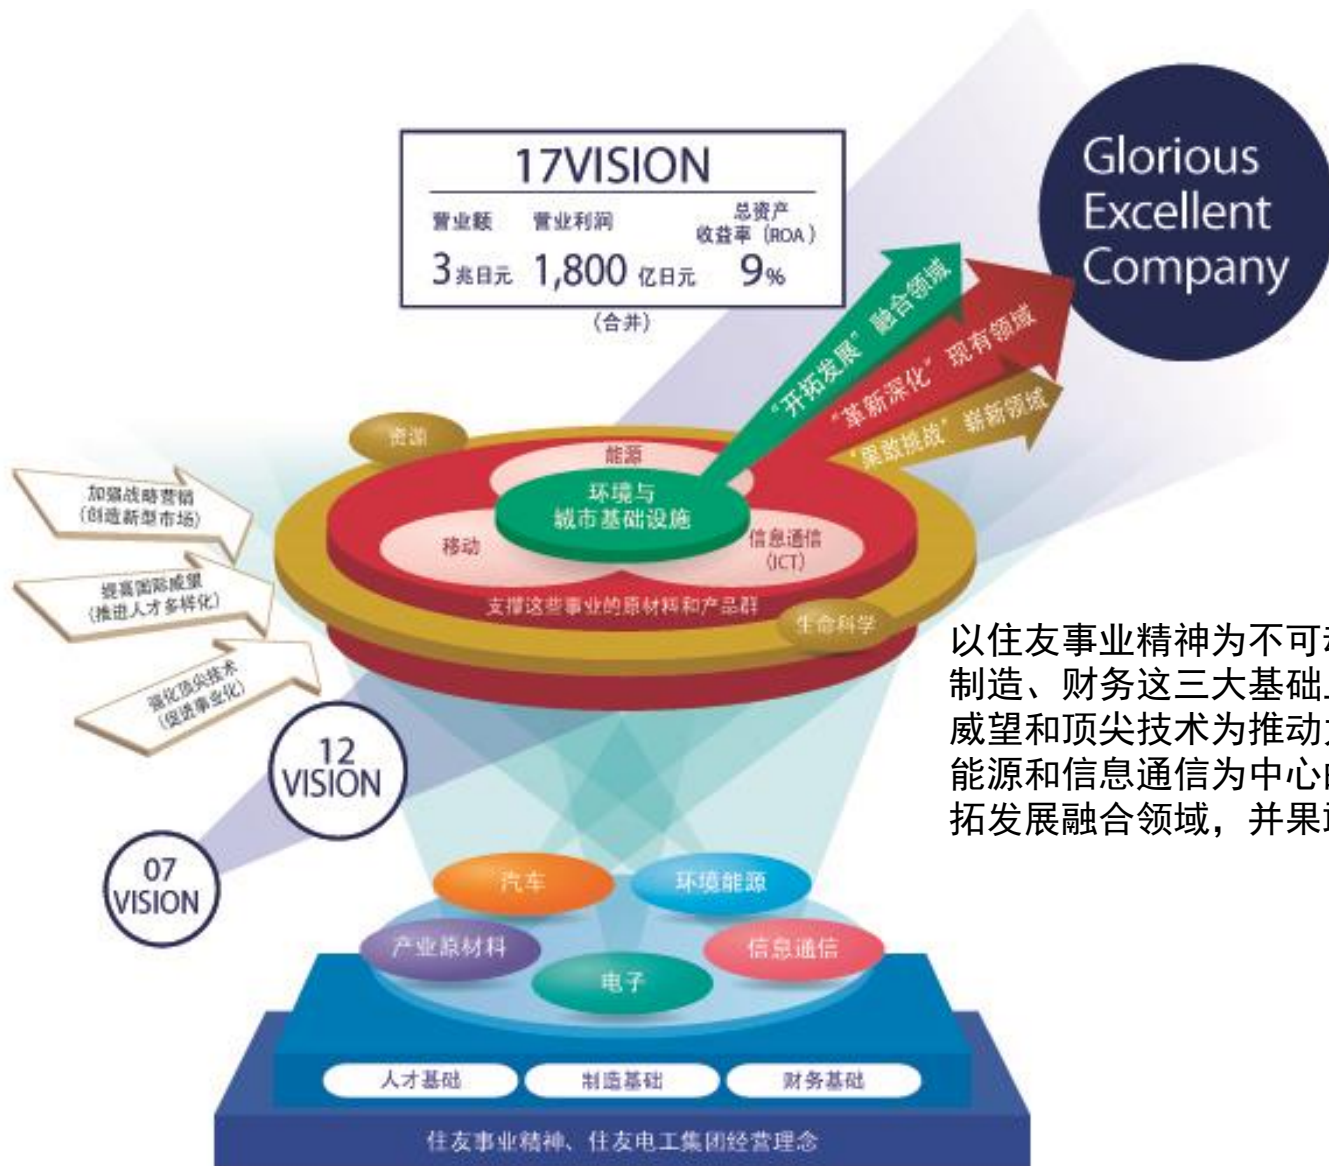 17VISION
营业额
营业利润
总资产
收益率（ROA）
3兆日元
1,800 亿日元
9%
（合并）
Glorious
Excellent
Company
“开拓发展”融合领域
“革新深化”现有领域
“果敢挑战”崭新领域
资源
能源
环境与
城市基础设施
移动
信息通信
(ICT)
支撑这些事业的原材料和产品群
生命科学
加强战略营销
(创造新型市场)
提高国际威望
(推进人才多样化)
强化顶尖技术
(促进事业化)
12
VISION
07
VISION
以住友事业精神为不可
制造、财务这三大基础
威望和顶尖技术为推动
能源和信息通信为中心
拓发展融合领域，并果
汽车
环境能源
产业原材料
信息通信
电子
人才基础
制造基础
财务基础
住友事业精神、住友电工集团经营理念